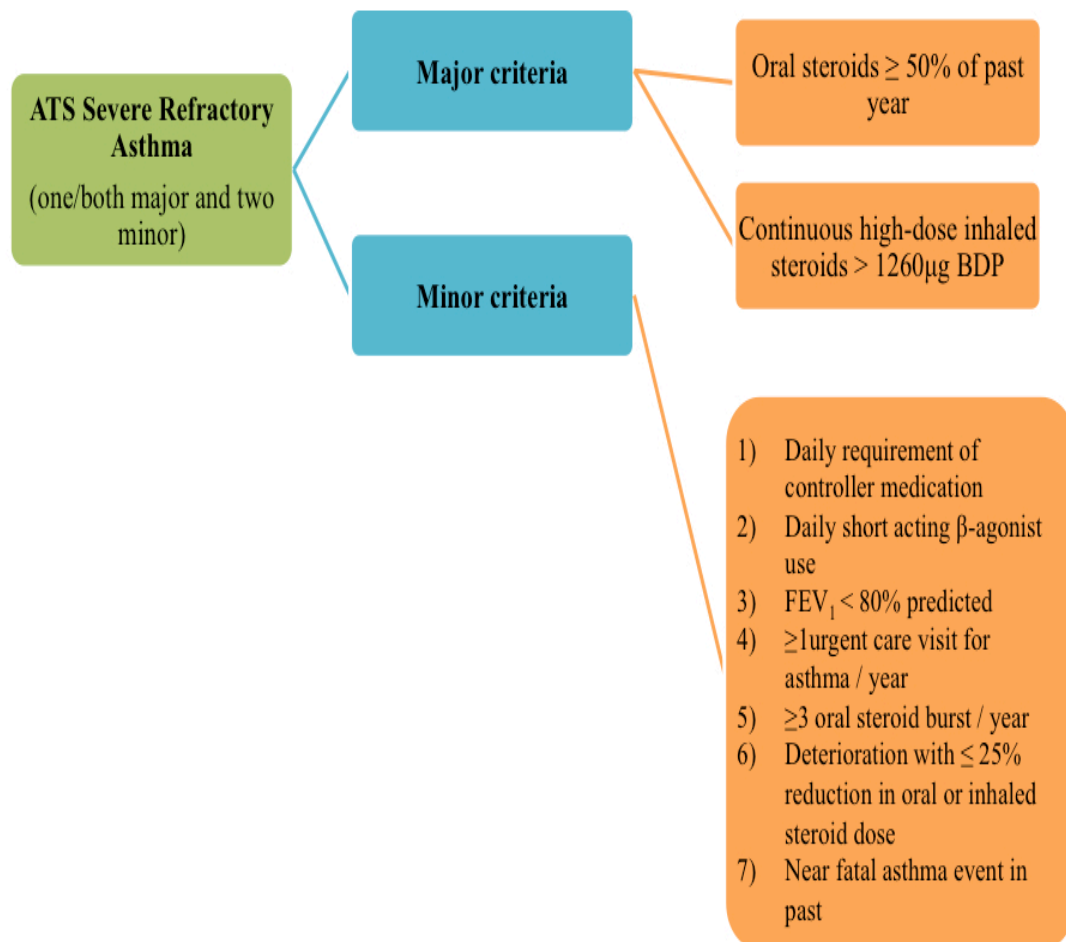 ATS Severe Refractory
Asthma
(one/both major and two
minor)
Major criteria
Oral steroids ≥ 50% of past
year
Continuous high-dose inhaled
steroids > 1260μg BDP
Minor criteria
1) Daily requirement of
controller medication
2) Daily short acting β-agonist
use
3) FEV₁ < 80% predicted
4) ≥1urgent care visit for
asthma / year
5) ≥3 oral steroid burst / year
6) Deterioration with ≤ 25%
reduction in oral or inhaled
steroid dose
7) Near fatal asthma event in
past